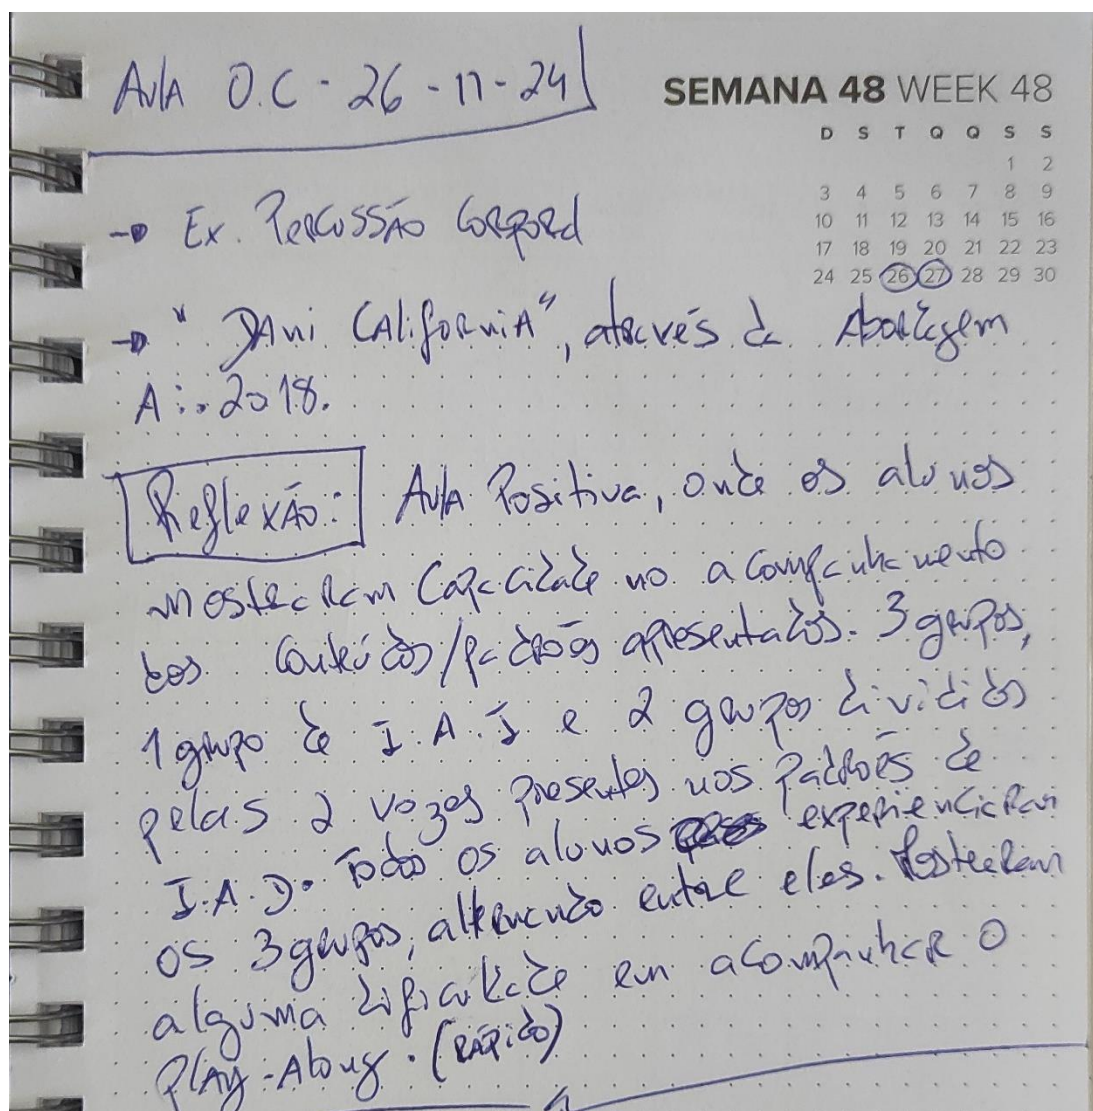 Aula O.C - 26 - 11 - 24
SEMANA 48 WEEK 48
D S T Q Q S S
1 2
3 4 5 6 7 8 9
10 11 12 13 14 15 16
17 18 19 20 21 22 23
24 25 26 27 28 29 30
→ Ex. Percussão Corporal
→ "Dani California", através da Abordagem
A 2018.
Reflexão: Aula Positiva, onde os alunos
mostraram Capacidade no acompanhamento
dos conteúdos/padrões apresentados. 3 grupos,
1 grupo de I.A.I e 2 grupos divididos
pelas 2 vozes presentes nos padrões de
I.A.D. Todos os alunos experienciaram
os 3 grupos, alternando entre eles. Mostraram
alguma dificuldade em acompanhar o
Play-Along. (RÁPIDO)